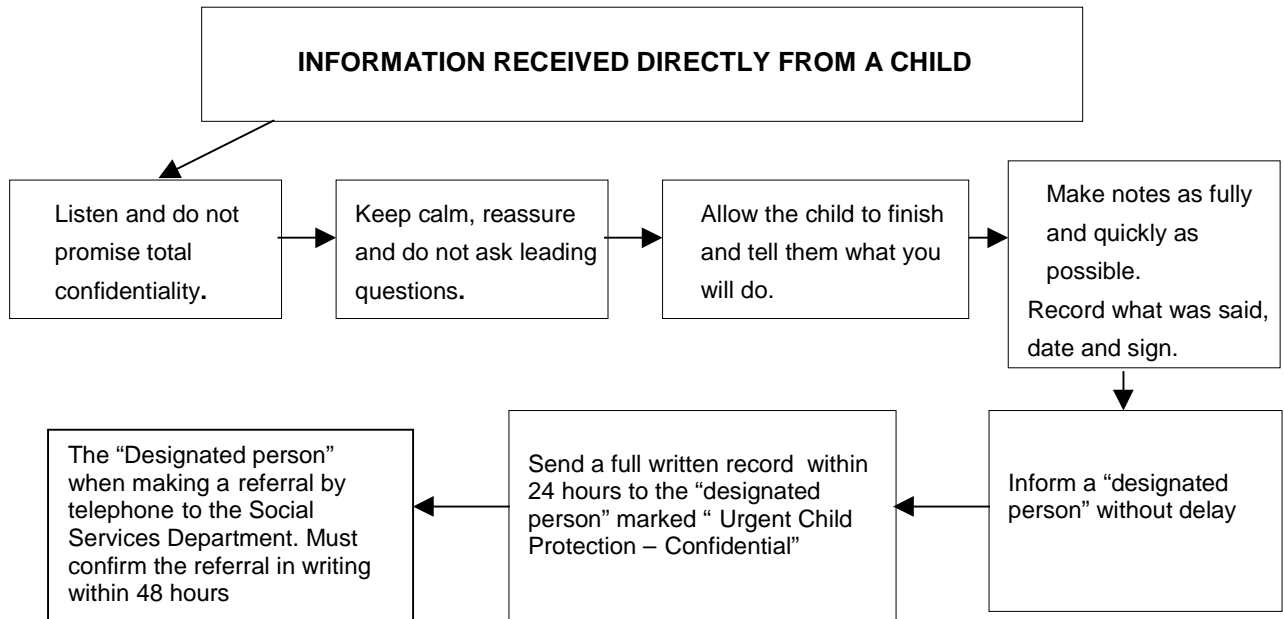 INFORMATION RECEIVED DIRECTLY FROM A CHILD
Listen and do not
promise total
confidentiality.
Keep calm, reassure
and do not ask leading
questions.
Allow the child to finish
and tell them what you
will do.
Make notes as fully
and quickly as
possible.
Record what was said,
date and sign.
Inform a “designated
person” without delay
Send a full written record within
24 hours to the “designated
person” marked “ Urgent Child
Protection – Confidential”
The “Designated person”
when making a referral by
telephone to the Social
Services Department. Must
confirm the referral in writing
within 48 hours